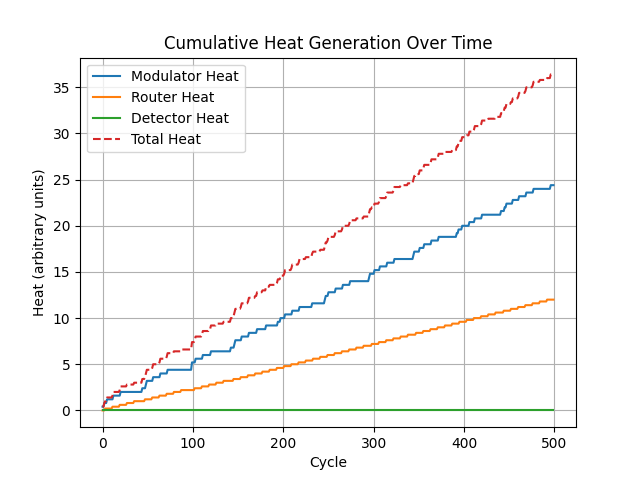 Cumulative Heat Generation Over Time
Modulator Heat
Router Heat
Detector Heat
Total Heat
Heat (arbitrary units)
35
30
25
20
15
10
5
0
0 100 200 300 400 500
Cycle